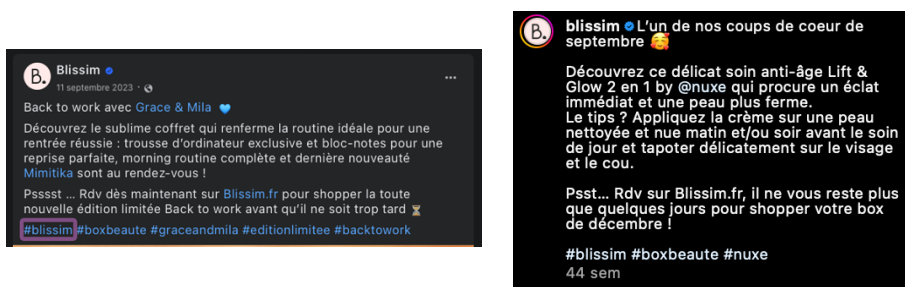 B.
Blissim
11 septembre 2023 ·
Back to work avec Grace & Mila 🩵
Découvrez le sublime coffret qui renferme la routine idéale pour une
rentrée réussie : trousse d'ordinateur exclusive et bloc-notes pour une
reprise parfaite, morning routine complète et dernière nouveauté
Mimitika sont au rendez-vous !
Psssst ... Rdv dès maintenant sur Blissim.fr pour shopper la toute
nouvelle édition limitée Back to work avant qu'il ne soit trop tard ⏳
#blissim #boxbeaute #graceandmila #editionlimitee #backtowork
B.
blissim L'un de nos coups de coeur de
septembre 🥰
Découvrez ce délicat soin anti-âge Lift &
Glow 2 en 1 by @nuxe qui procure un éclat
immédiat et une peau plus ferme.
Le tips ? Appliquez la crème sur une peau
nettoyée et nue matin et/ou soir avant le soin
de jour et tapoter délicatement sur le visage
et le cou.
Psst... Rdv sur Blissim.fr, il ne vous reste plus
que quelques jours pour shopper votre box
de décembre !
#blissim #boxbeaute #nuxe
44 sem